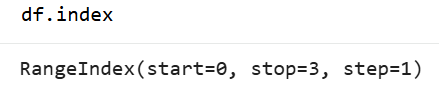 df.index
RangeIndex(start=0, stop=3, step=1)